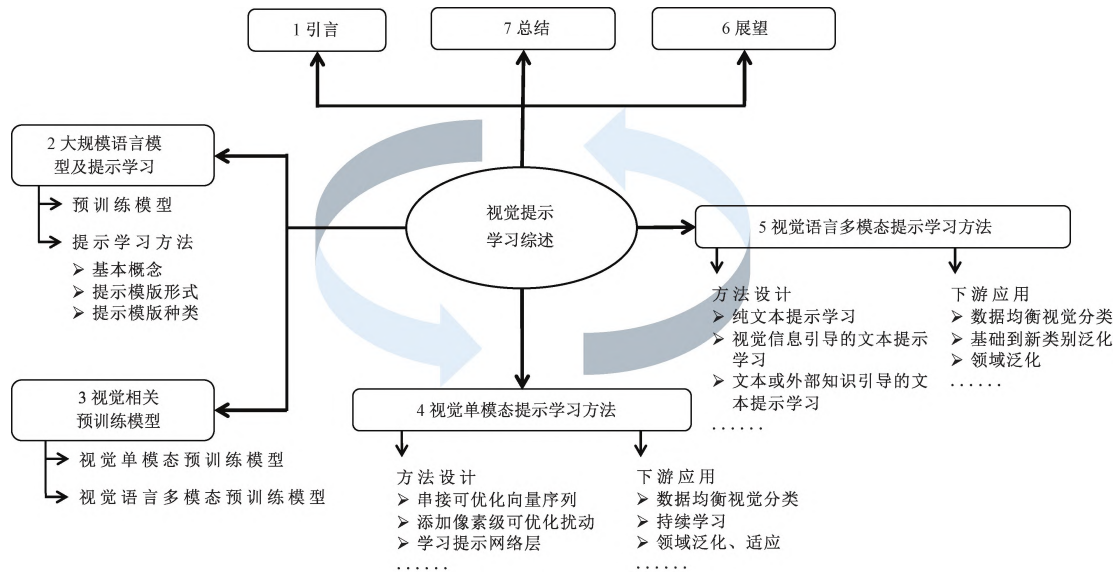 1 引言
7 总结
6 展望
2 大规模语言模
型及提示学习
预训练模型
提示学习方法
➢ 基本概念
➢ 提示模版形式
➢ 提示模版种类
3 视觉相关
预训练模型
视觉单模态预训练模型
视觉语言多模态预训练模型
视觉提示
学习综述
4 视觉单模态提示学习方法
方法设计
➢ 串接可优化向量序列
➢ 添加像素级可优化扰动
➢ 学习提示网络层
······
下游应用
➢ 数据均衡视觉分类
➢ 持续学习
➢ 领域泛化、适应
······
5 视觉语言多模态提示学习方法
方法设计
➢ 纯文本提示学习
➢ 视觉信息引导的文本提示
学习
➢ 文本或外部知识引导的文
本提示学习
······
下游应用
➢ 数据均衡视觉分类
➢ 基础到新类别泛化
➢ 领域泛化
······